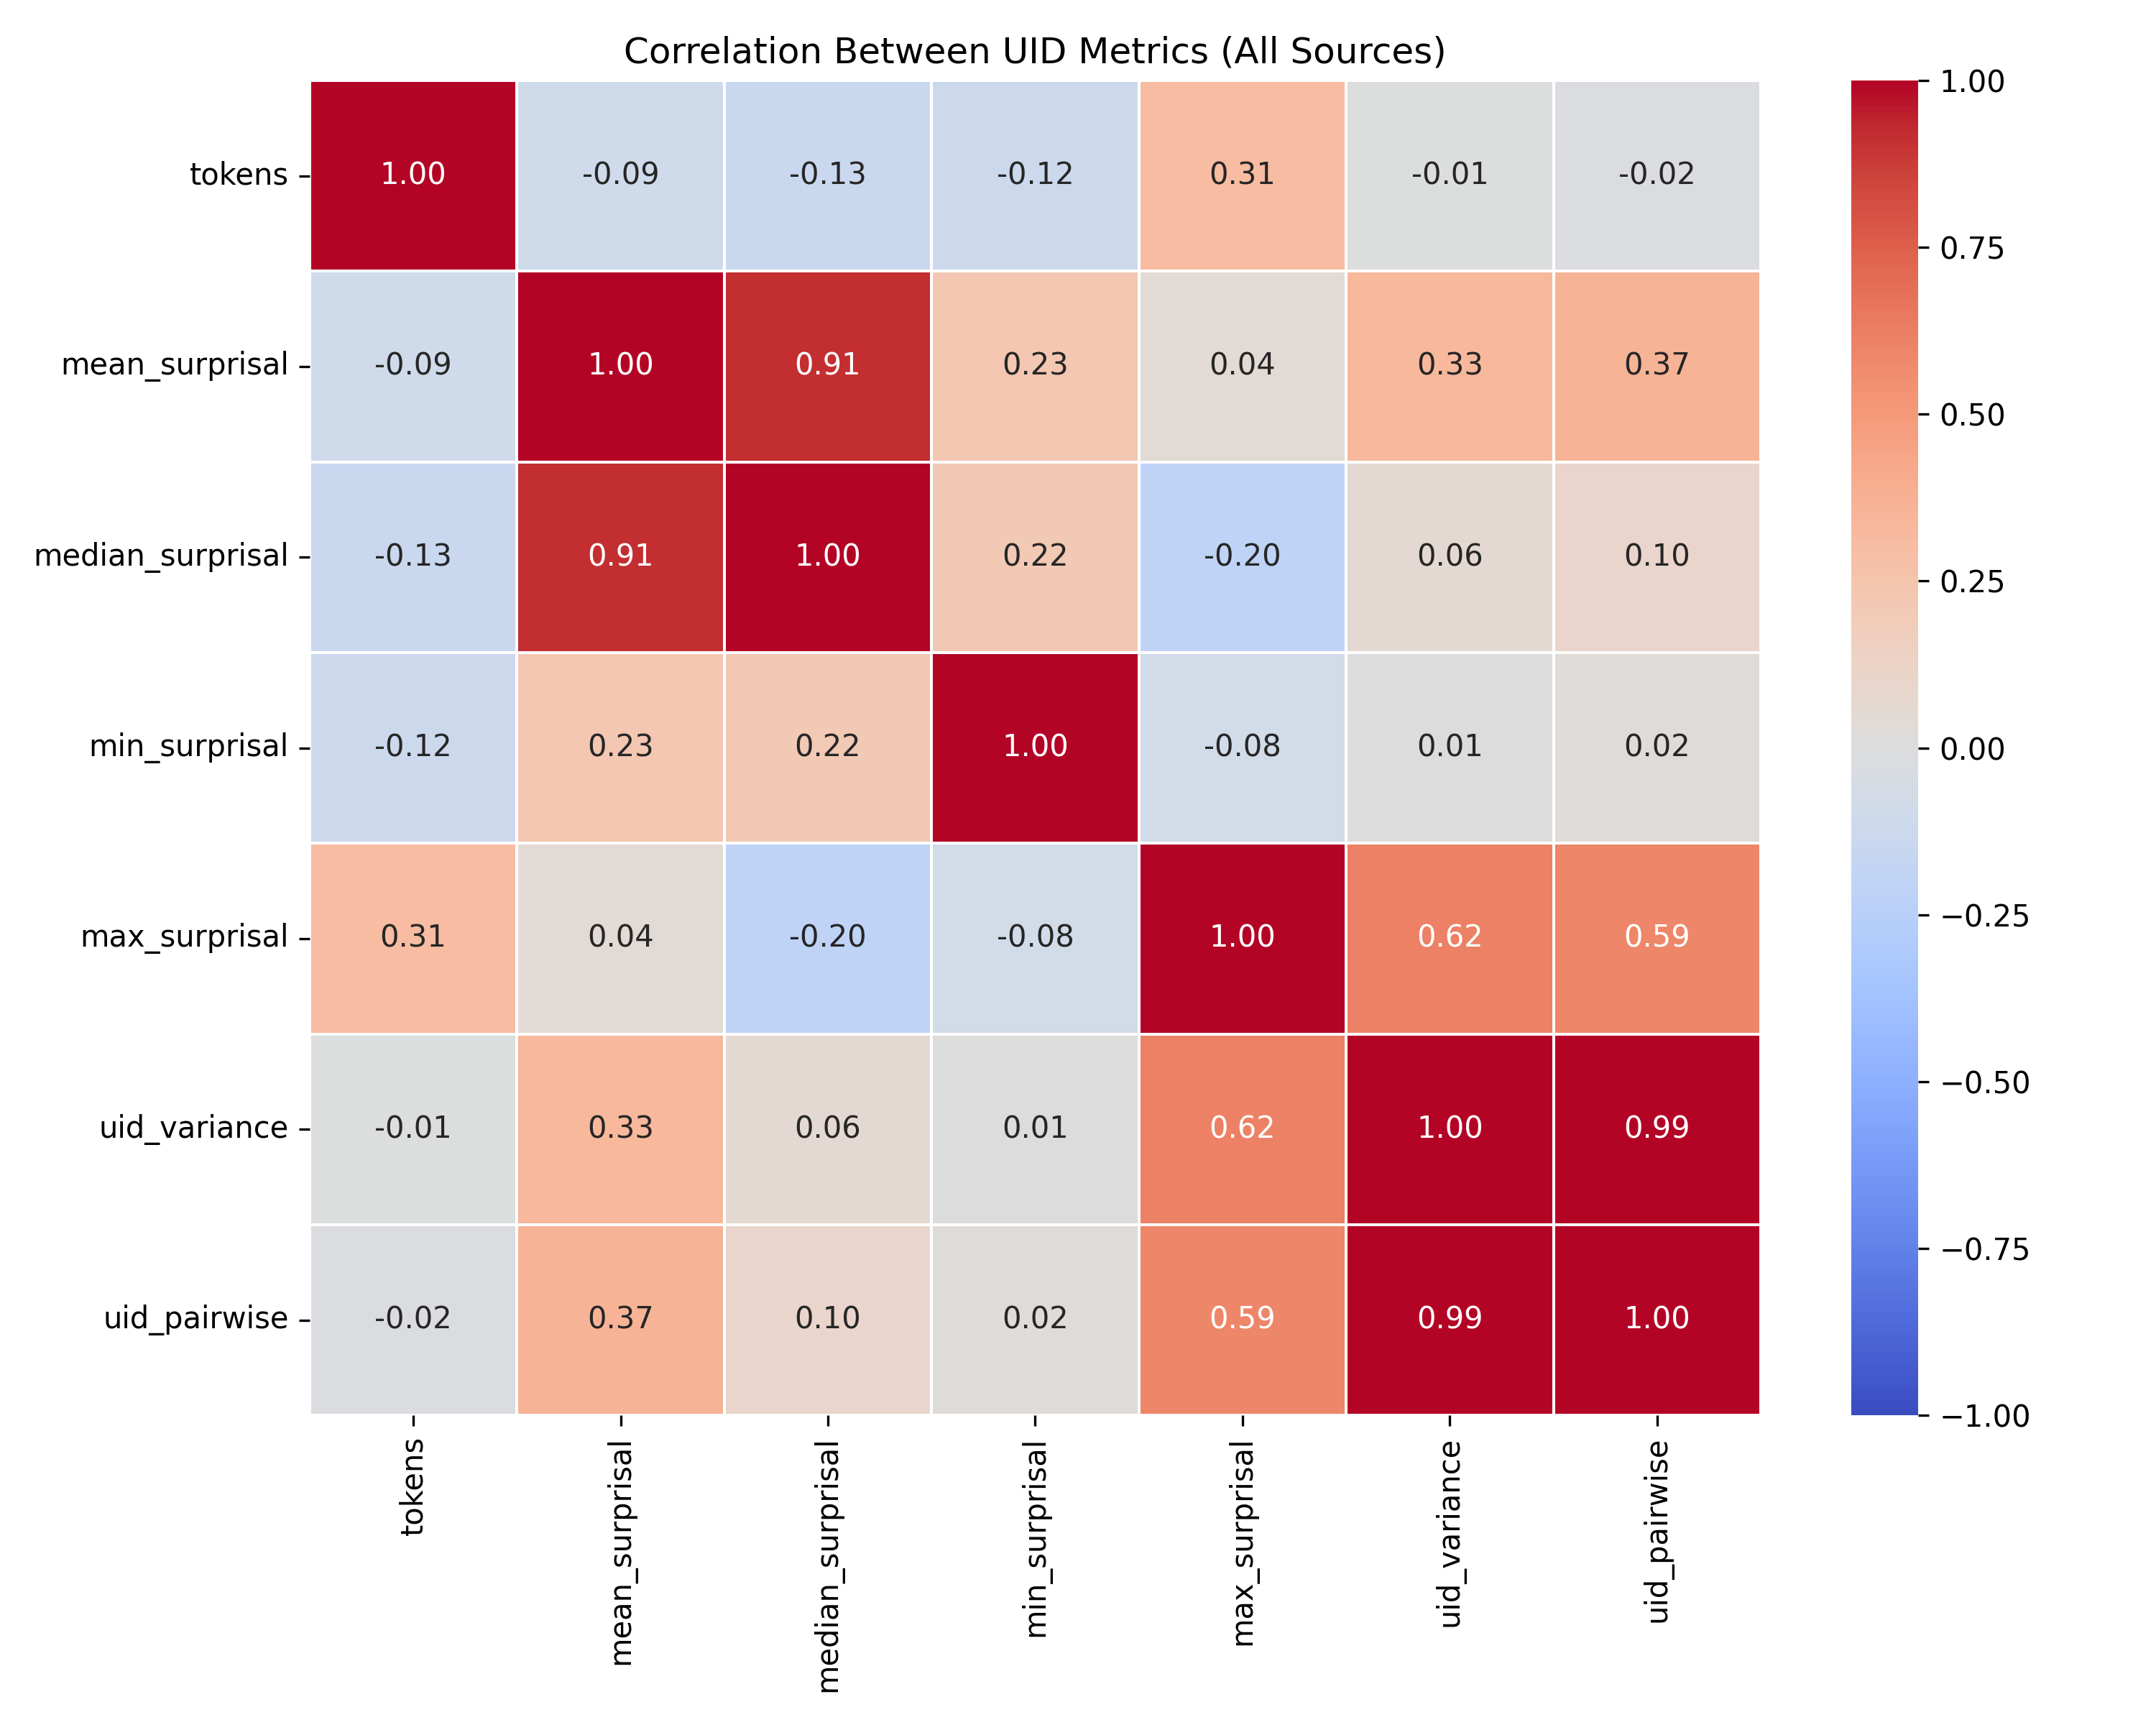 Correlation Between UID Metrics (All Sources)
tokens 1.00 -0.09 -0.13 -0.12 0.31 -0.01 -0.02
mean_surprisal -0.09 1.00 0.91 0.23 0.04 0.33 0.37
median_surprisal -0.13 0.91 1.00 0.22 -0.20 0.06 0.10
min_surprisal -0.12 0.23 0.22 1.00 -0.08 0.01 0.02
max_surprisal 0.31 0.04 -0.20 -0.08 1.00 0.62 0.59
uid_variance -0.01 0.33 0.06 0.01 0.62 1.00 0.99
uid_pairwise -0.02 0.37 0.10 0.02 0.59 0.99 1.00
tokens
mean_surprisal
median_surprisal
min_surprisal
max_surprisal
uid_variance
uid_pairwise
1.00
0.75
0.50
0.25
0.00
−0.25
−0.50
−0.75
−1.00